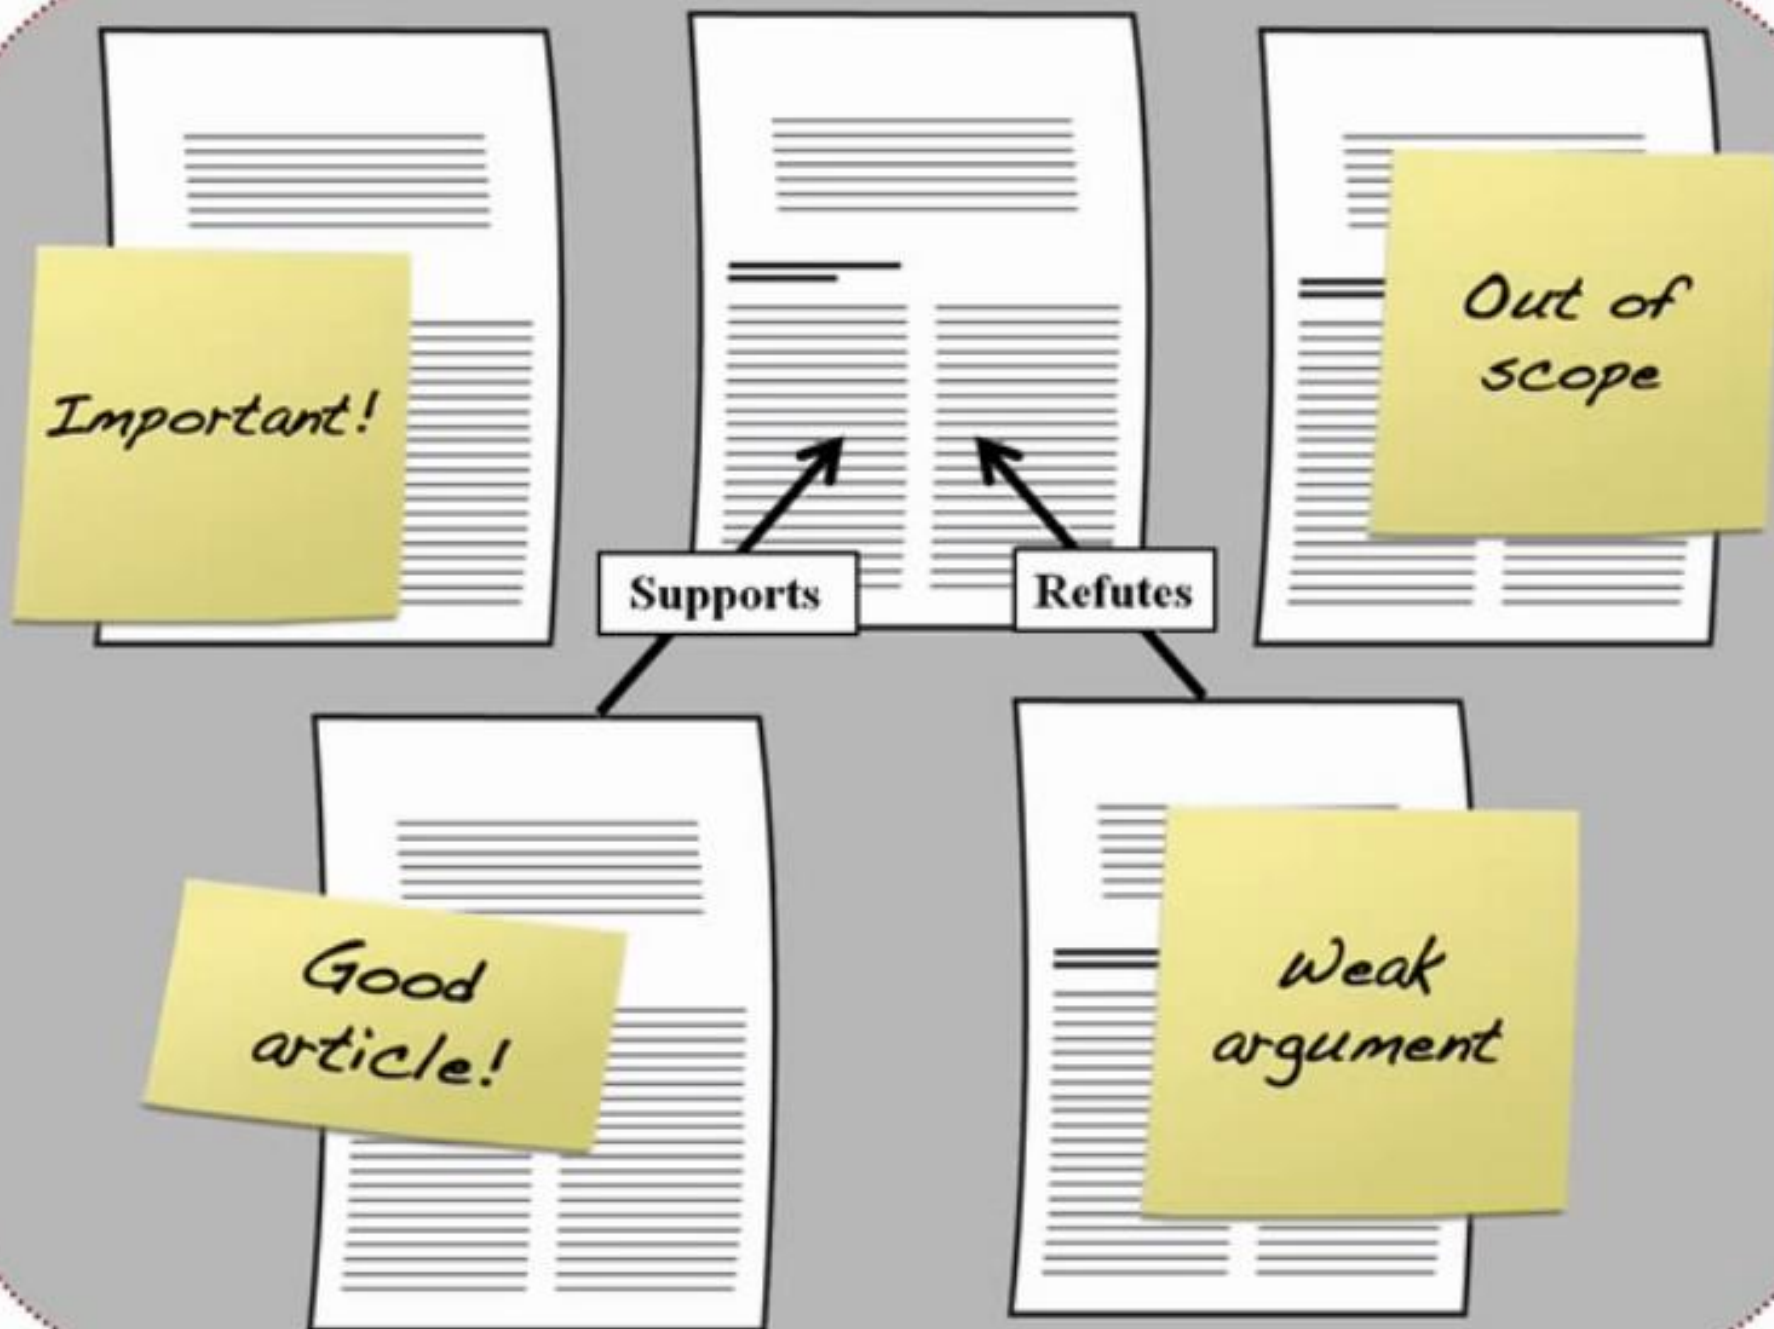 Important!
Out of
scope
Supports
Refutes
Good
article!
Weak
argument